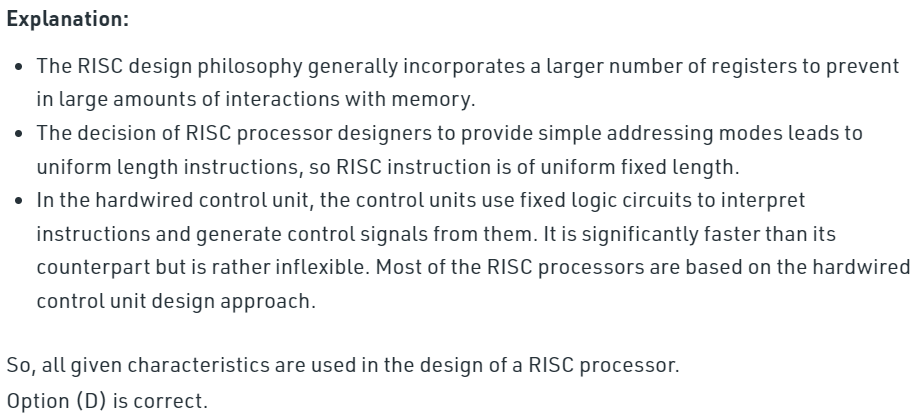 Explanation:
• The RISC design philosophy generally incorporates a larger number of registers to prevent
in large amounts of interactions with memory.
• The decision of RISC processor designers to provide simple addressing modes leads to
uniform length instructions, so RISC instruction is of uniform fixed length.
• In the hardwired control unit, the control units use fixed logic circuits to interpret
instructions and generate control signals from them. It is significantly faster than its
counterpart but is rather inflexible. Most of the RISC processors are based on the hardwired
control unit design approach.
So, all given characteristics are used in the design of a RISC processor.
Option (D) is correct.